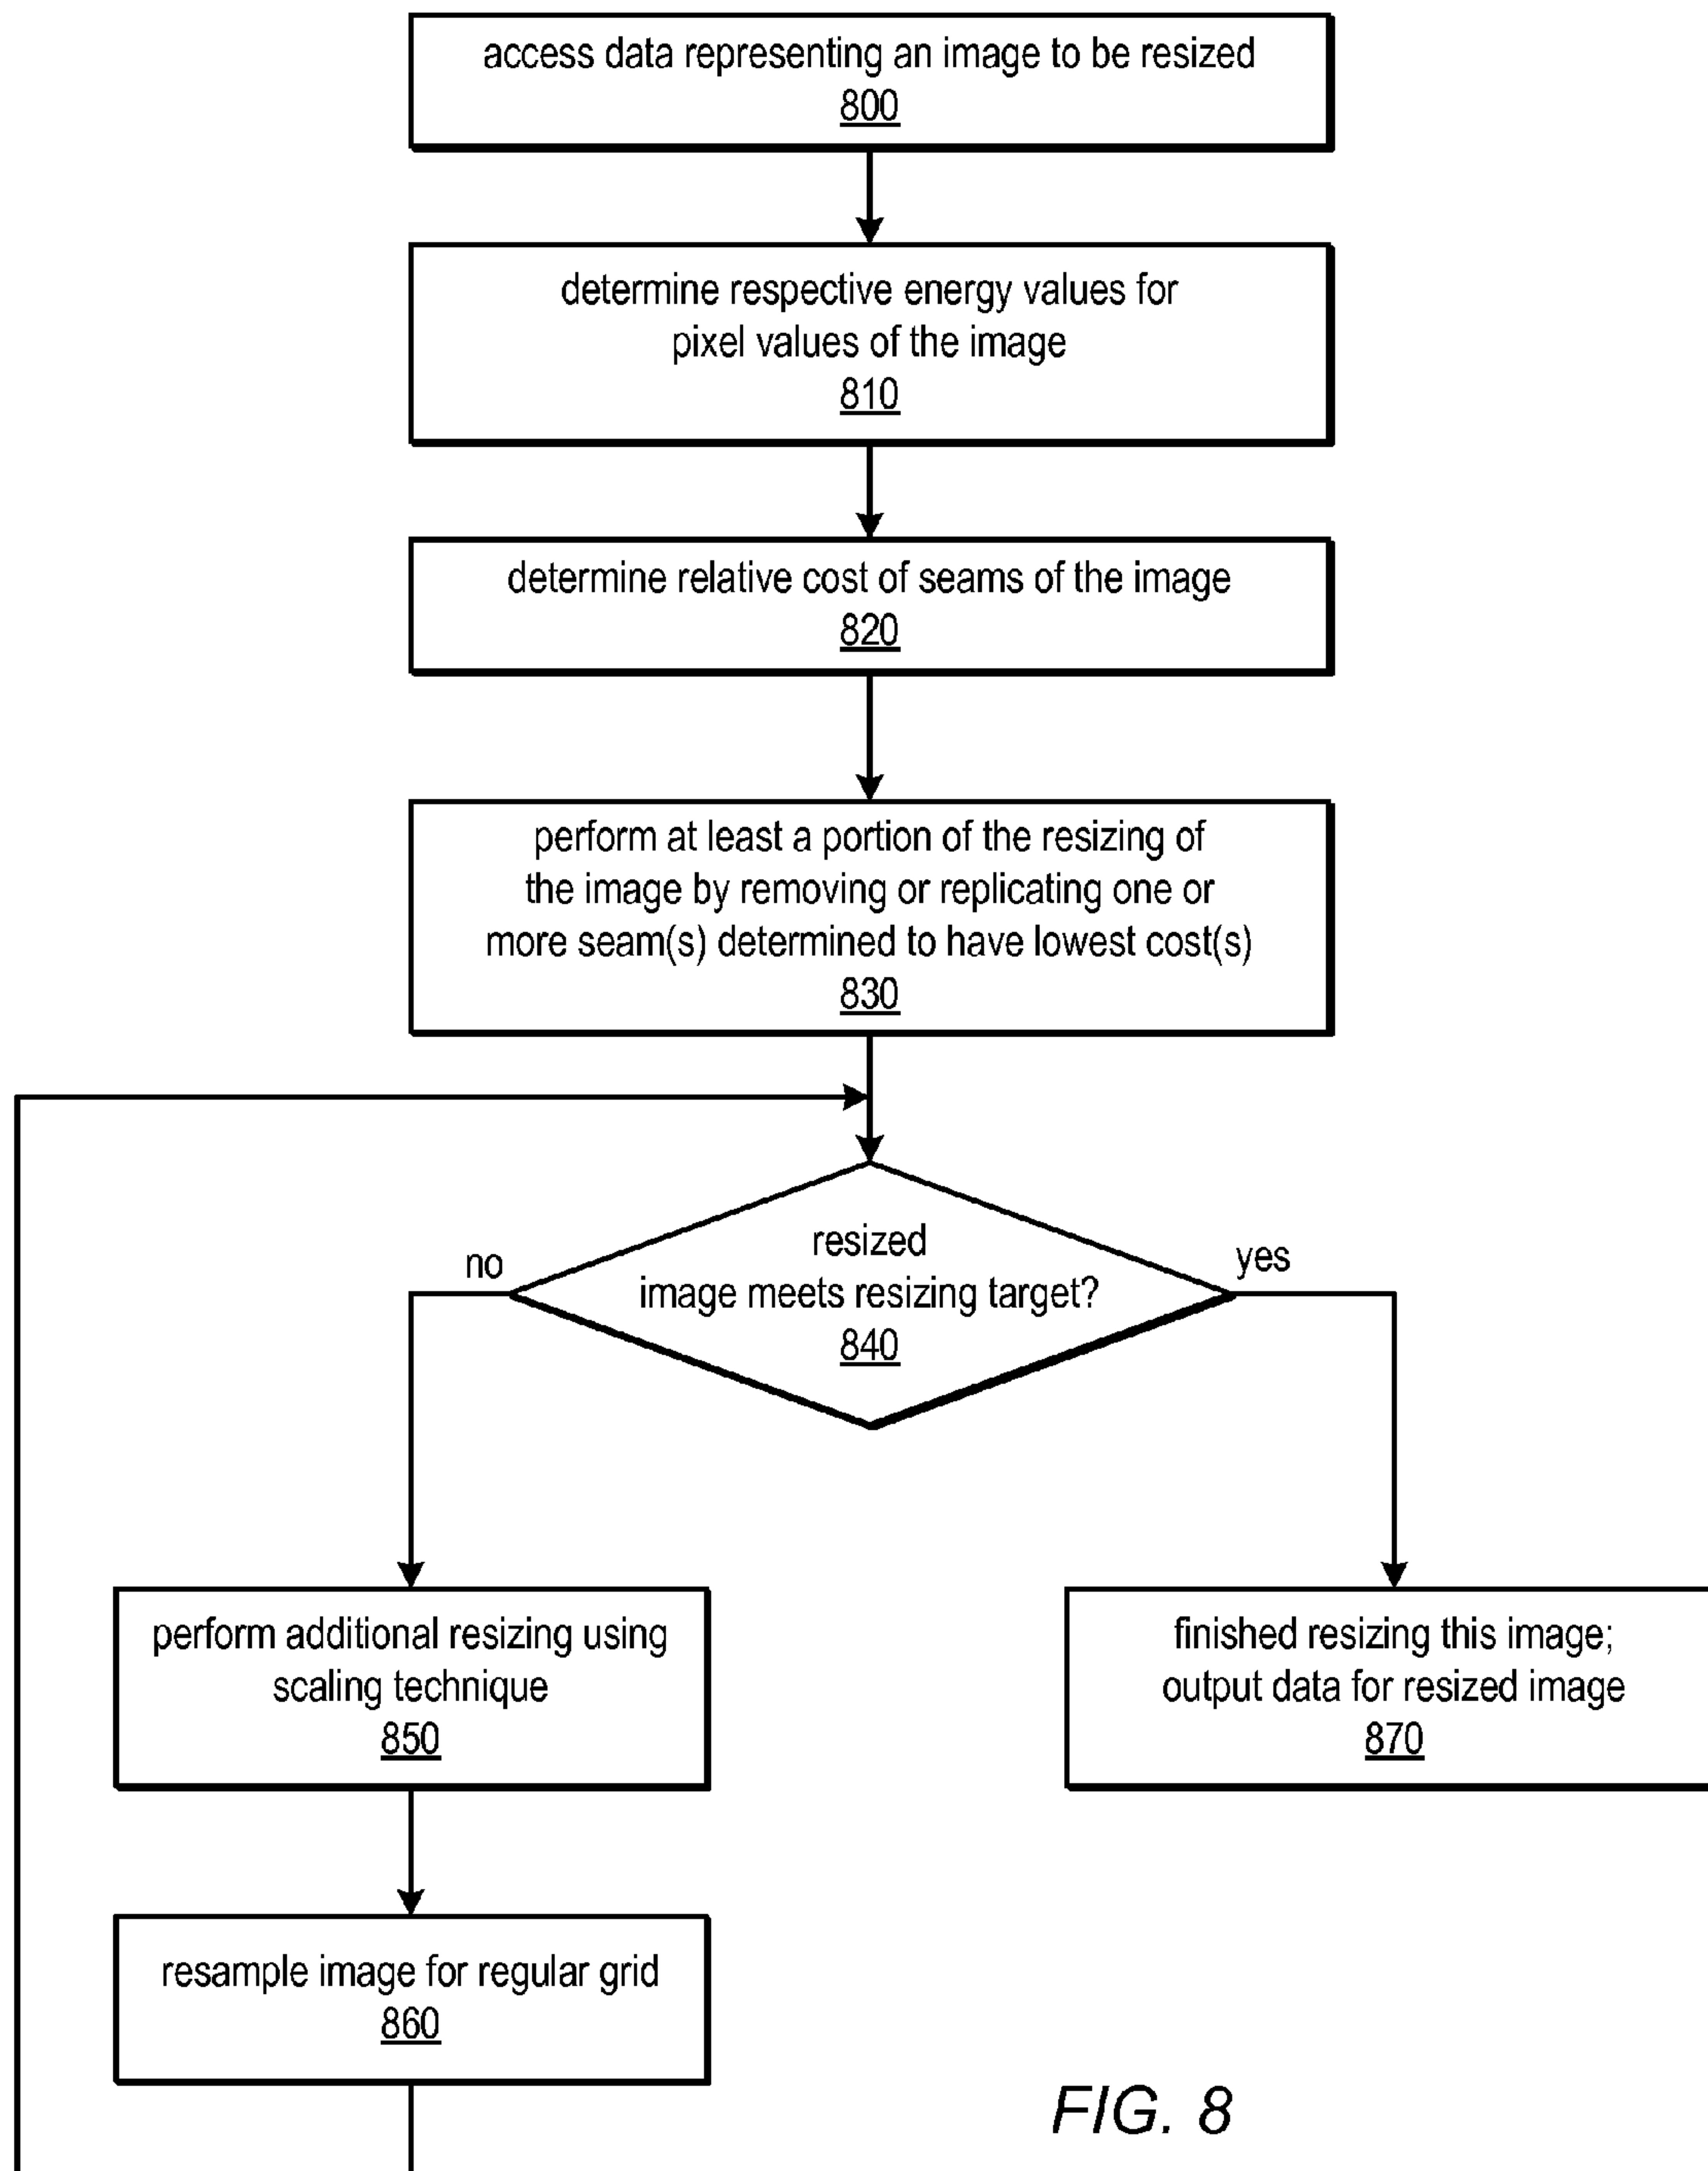 access data representing an image to be resized
800
determine respective energy values for
pixel values of the image
810
determine relative cost of seams of the image
820
perform at least a portion of the resizing of
the image by removing or replicating one or
more seam(s) determined to have lowest cost(s)
830
resized
image meets resizing target?
840
no
yes
perform additional resizing using
scaling technique
850
finished resizing this image;
output data for resized image
870
resample image for regular grid
860
FIG. 8